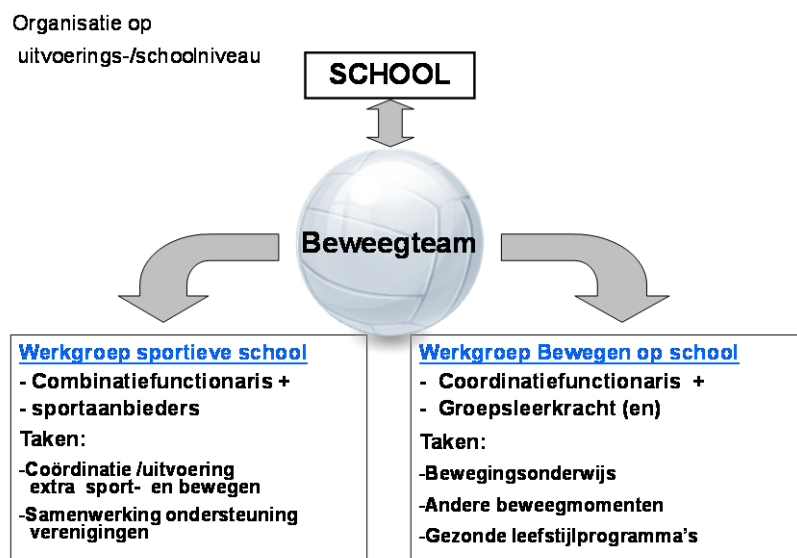 Organisatie op
uitvoerings-/schoolniveau
SCHOOL
Beweegteam
Werkgroep sportieve school
- Combinatiefunctionaris +
- sportaanbieders
Taken:
-Coördinatie /uitvoering
extra sport- en bewegen
-Samenwerking ondersteuning
verenigingen
Werkgroep Bewegen op school
- Coordinatiefunctionaris +
- Groepsleerkracht (en)
Taken:
-Bewegingsonderwijs
-Andere beweegmomenten
-Gezonde leefstijlprogramma's